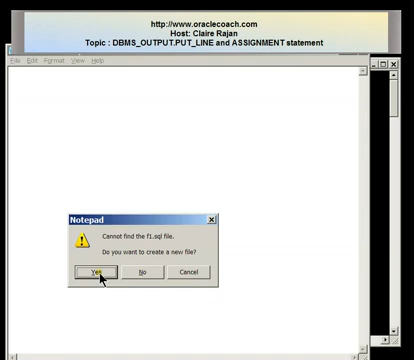 http://www.oraclecoach.com
Host: Claire Rajan
Topic : DBMS_OUTPUT.PUT_LINE and ASSIGNMENT statement
File Edit Format View Help
Notepad
Cannot find the f1.sql file.
Do you want to create a new file?
Yes No Cancel